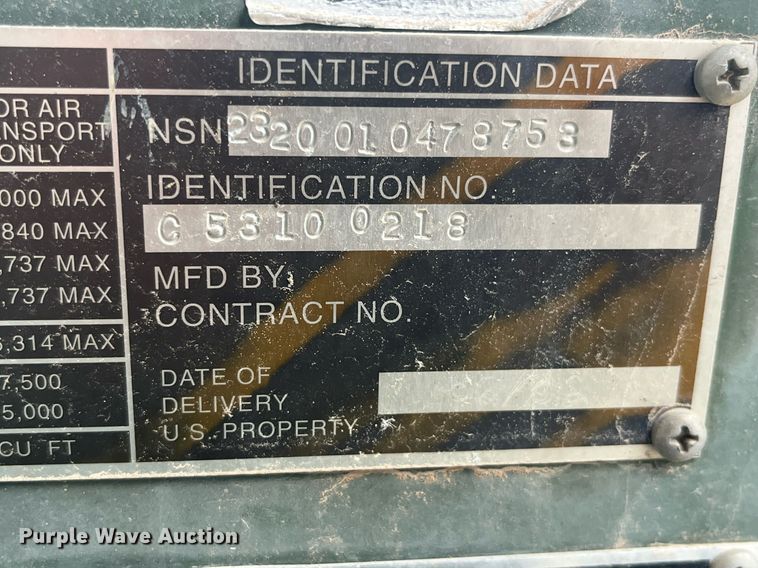 IDENTIFICATION DATA
OR AIR
NSPORT
ONLY
NSN 2320 01 0478753
IDENTIFICATION NO.
C 5310 0218
000 MAX
840 MAX
,737 MAX
,737 MAX
MFD BY
CONTRACT NO.
,314 MAX
7,500
5,000
CU FT
DATE OF
DELIVERY
U.S. PROPERTY
Purple Wave Auction